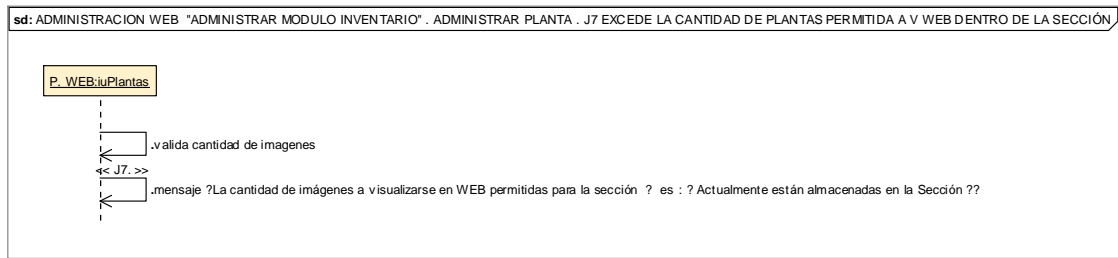 sd: ADMINISTRACION WEB "ADMINISTRAR MODULO INVENTARIO" . ADMINISTRAR PLANTA . J7 EXCEDE LA CANTIDAD DE PLANTAS PERMITIDA A V WEB DENTRO DE LA SECCIÓN
P. WEB:iuPlantas
.valida cantidad de imagenes
<< J7. >>
.mensaje ?La cantidad de imágenes a visualizarse en WEB permitidas para la sección ? es : ? Actualmente están almacenadas en la Sección ??